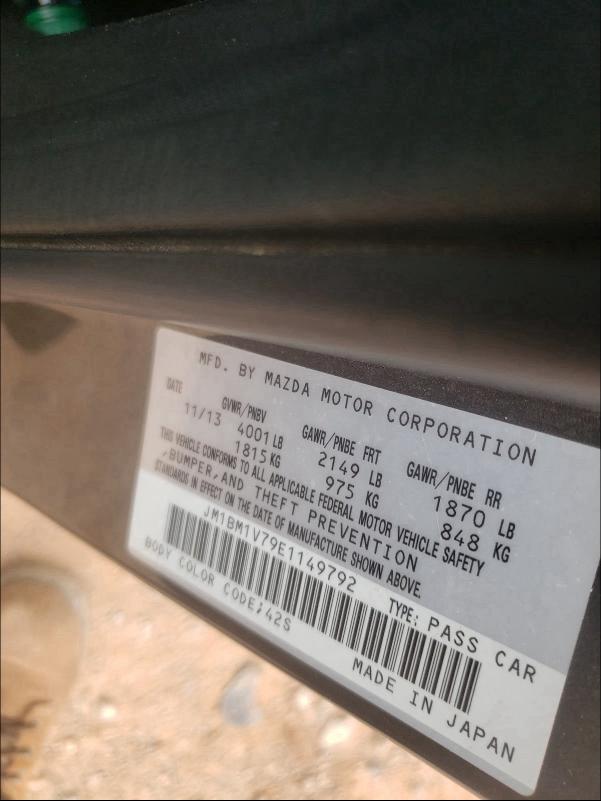 MFD. BY MAZDA MOTOR CORPORATION
DATE GVWR/PNBV GAWR/PNBE FRT GAWR/PNBE RR
11/13 4001 LB 2149 LB 1870 LB
1815 KG 975 KG 848 KG
THIS VEHICLE CONFORMS TO ALL APPLICABLE FEDERAL MOTOR VEHICLE SAFETY
,BUMPER,AND THEFT PREVENTION
STANDARDS IN EFFECT ON THE DATE OF MANUFACTURE SHOWN ABOVE.
JM1BM1V79E1149792 TYPE: PASS CAR
BODY COLOR CODE;42S MADE IN JAPAN